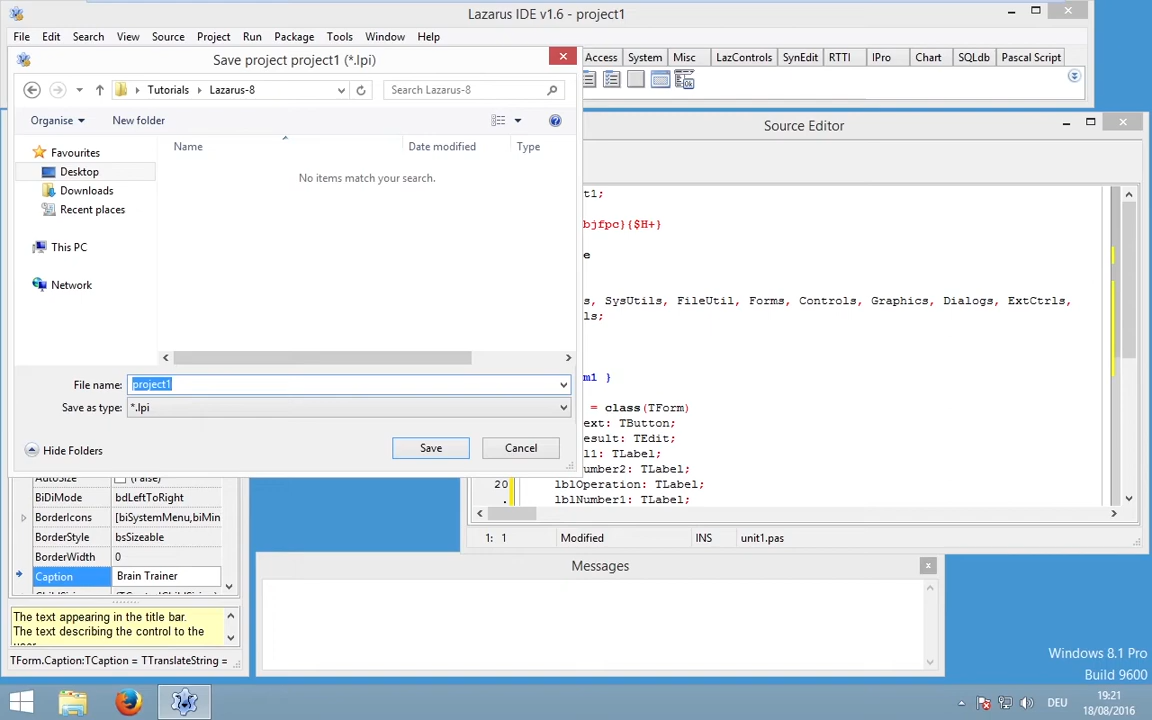 Lazarus IDE v1.6 - project1
File Edit Search View Source Project Run Package Tools Window Help
Save project project1 (*.lpi)
Access System Misc LazControls SynEdit RTTI IPro Chart SQLdb Pascal Script
Tutorials Lazarus-8 Search Lazarus-8
Organise New folder
Source Editor
Name Date modified Type
Favourites
Desktop
Downloads
Recent places
This PC
Network
No items match your search.
t1;
bjfpc}{$H+}
e
s, SysUtils, FileUtil, Forms, Controls, Graphics, Dialogs, ExtCtrls,
ls;
m1 }
= class(TForm)
ext: TButton;
esult: TEdit;
l1: TLabel;
umber2: TLabel;
20 lblOperation: TLabel;
. lblNumber1: TLabel;
File name: project1
Save as type: *.lpi
Hide Folders Save Cancel
AutoSize (False)
BiDiMode bdLeftToRight
BorderIcons [biSystemMenu,biMin
BorderStyle bsSizeable
BorderWidth 0
Caption Brain Trainer
1: 1 Modified INS unit1.pas
Messages
The text appearing in the title bar.
The text describing the control to the
TForm.Caption:TCaption = TTranslateString =
Windows 8.1 Pro
Build 9600
DEU
19:21
18/08/2016